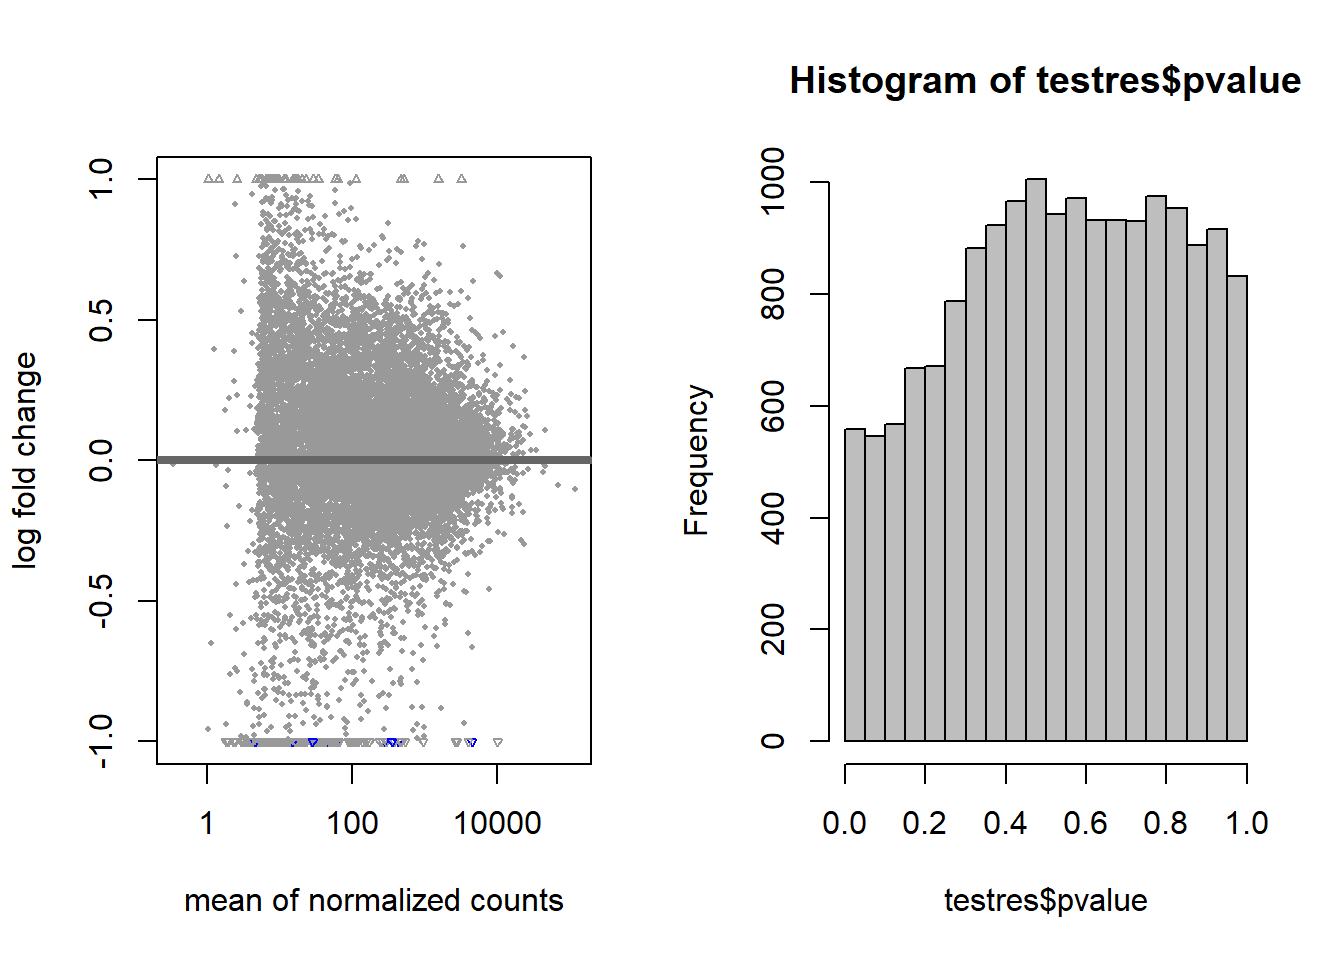 1.0
0.5
0.0
-0.5
-1.0
log fold change
1 100 10000
mean of normalized counts
Histogram of testres$pvalue
1000
800
600
400
200
0
Frequency
0.0 0.2 0.4 0.6 0.8 1.0
testres$pvalue